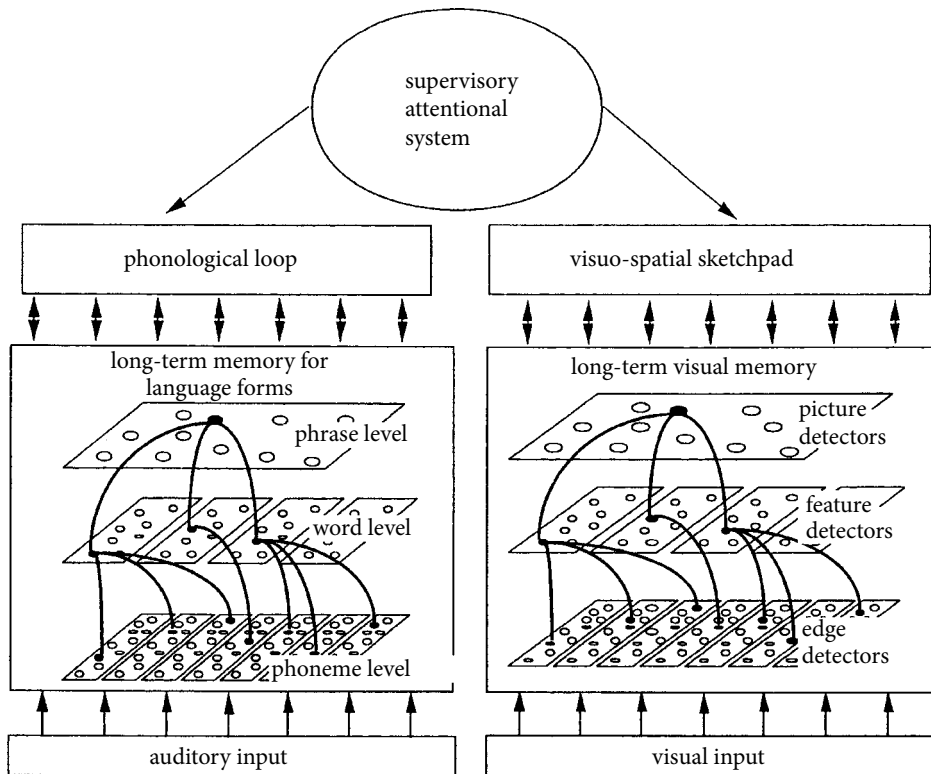 supervisory
attentional
system
phonological loop
visuo-spatial sketchpad
long-term memory for
language forms
phrase level
word level
phoneme level
long-term visual memory
picture
detectors
feature
detectors
edge
detectors
auditory input
visual input